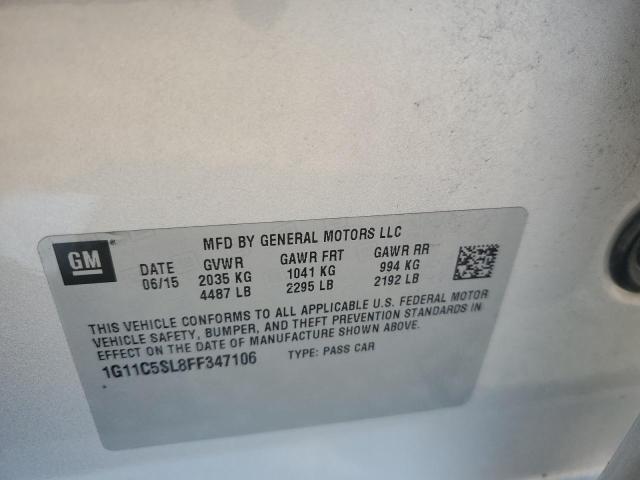 GM
MFD BY GENERAL MOTORS LLC
DATE GVWR GAWR FRT GAWR RR
06/15 2035 KG 1041 KG 994 KG
4487 LB 2295 LB 2192 LB
THIS VEHICLE CONFORMS TO ALL APPLICABLE U.S. FEDERAL MOTOR
VEHICLE SAFETY, BUMPER, AND THEFT PREVENTION STANDARDS IN
EFFECT ON THE DATE OF MANUFACTURE SHOWN ABOVE.
1G11C5SL8FF347106 TYPE: PASS CAR